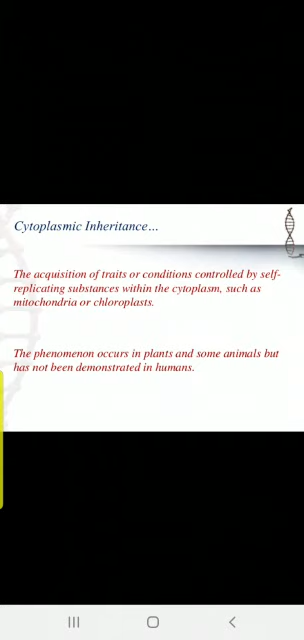 Cytoplasmic Inheritance...
The acquisition of traits or conditions controlled by self-
replicating substances within the cytoplasm, such as
mitochondria or chloroplasts.
The phenomenon occurs in plants and some animals but
has not been demonstrated in humans.